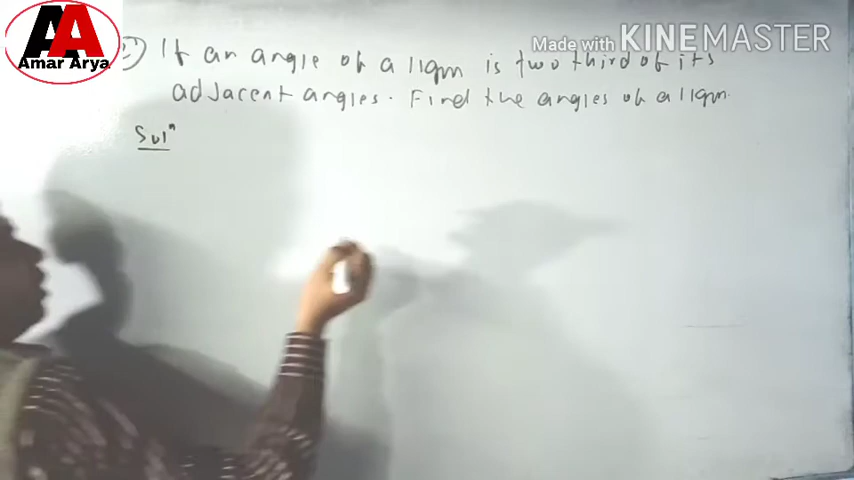 AA
Amar Arya
Made with KINEMASTER
If an angle of a llgm is two third of its
adjacent angles. Find the angles of a llgm.
Solⁿ